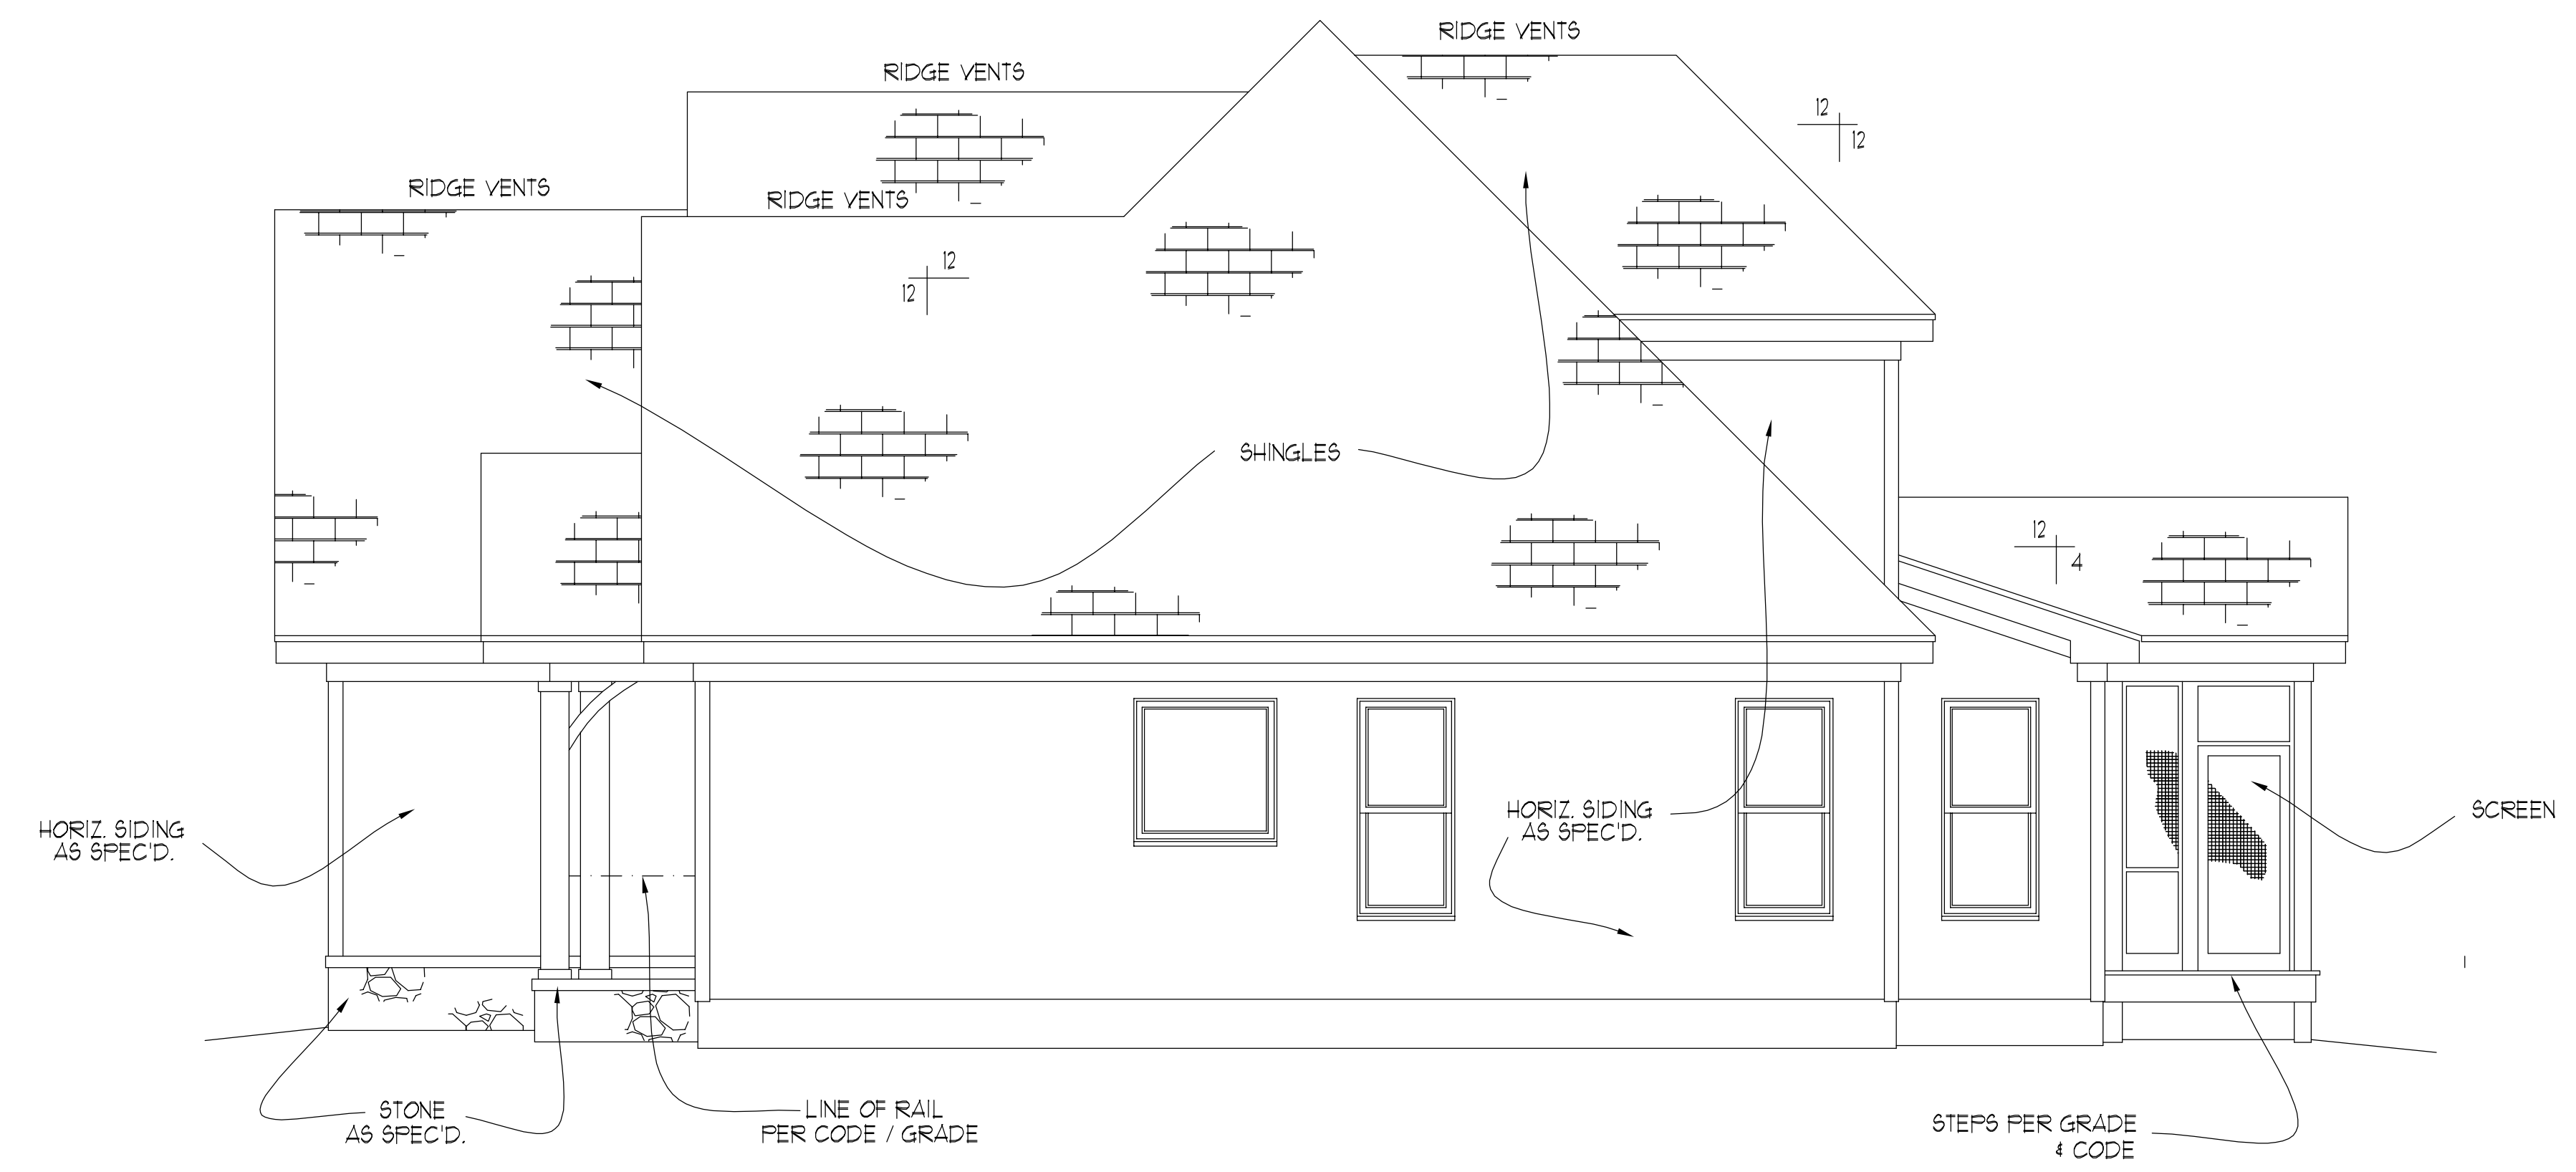 RIDGE VENTS
RIDGE VENTS
12
12
RIDGE VENTS
RIDGE VENTS
12
12
SHINGLES
12
4
HORIZ. SIDING
AS SPEC'D.
HORIZ. SIDING
AS SPEC'D.
SCREEN
STONE
AS SPEC'D.
LINE OF RAIL
PER CODE / GRADE
STEPS PER GRADE
& CODE